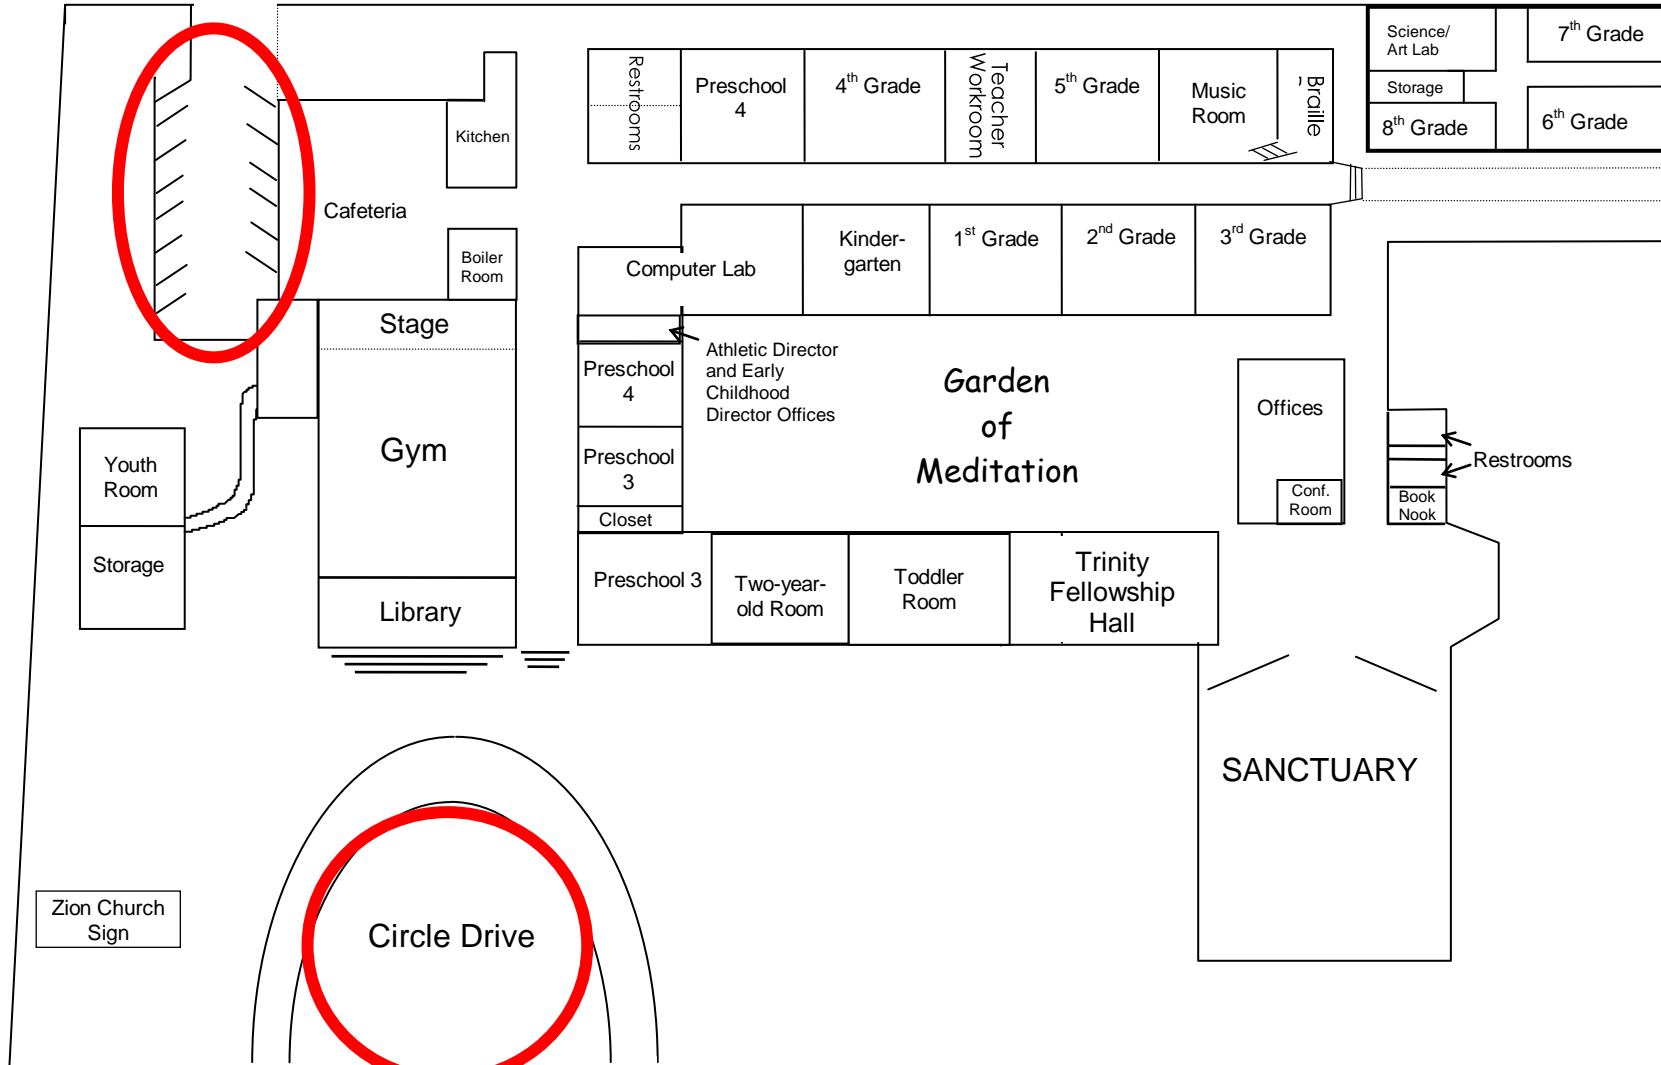 Science/
Art Lab
7th Grade
Storage
8th Grade
6th Grade
Restrooms
Preschool
4
4th Grade
Teacher
Workroom
5th Grade
Music
Room
Braille
Kitchen
Cafeteria
Boiler
Room
Computer Lab
Kinder-
garten
1st Grade
2nd Grade
3rd Grade
Stage
Athletic Director
and Early
Childhood
Director Offices
Preschool
4
Garden
of
Meditation
Offices
Gym
Youth
Room
Preschool
3
Restrooms
Conf.
Room
Book
Nook
Closet
Storage
Preschool 3
Two-year-
old Room
Toddler
Room
Trinity
Fellowship
Hall
Library
SANCTUARY
Zion Church
Sign
Circle Drive